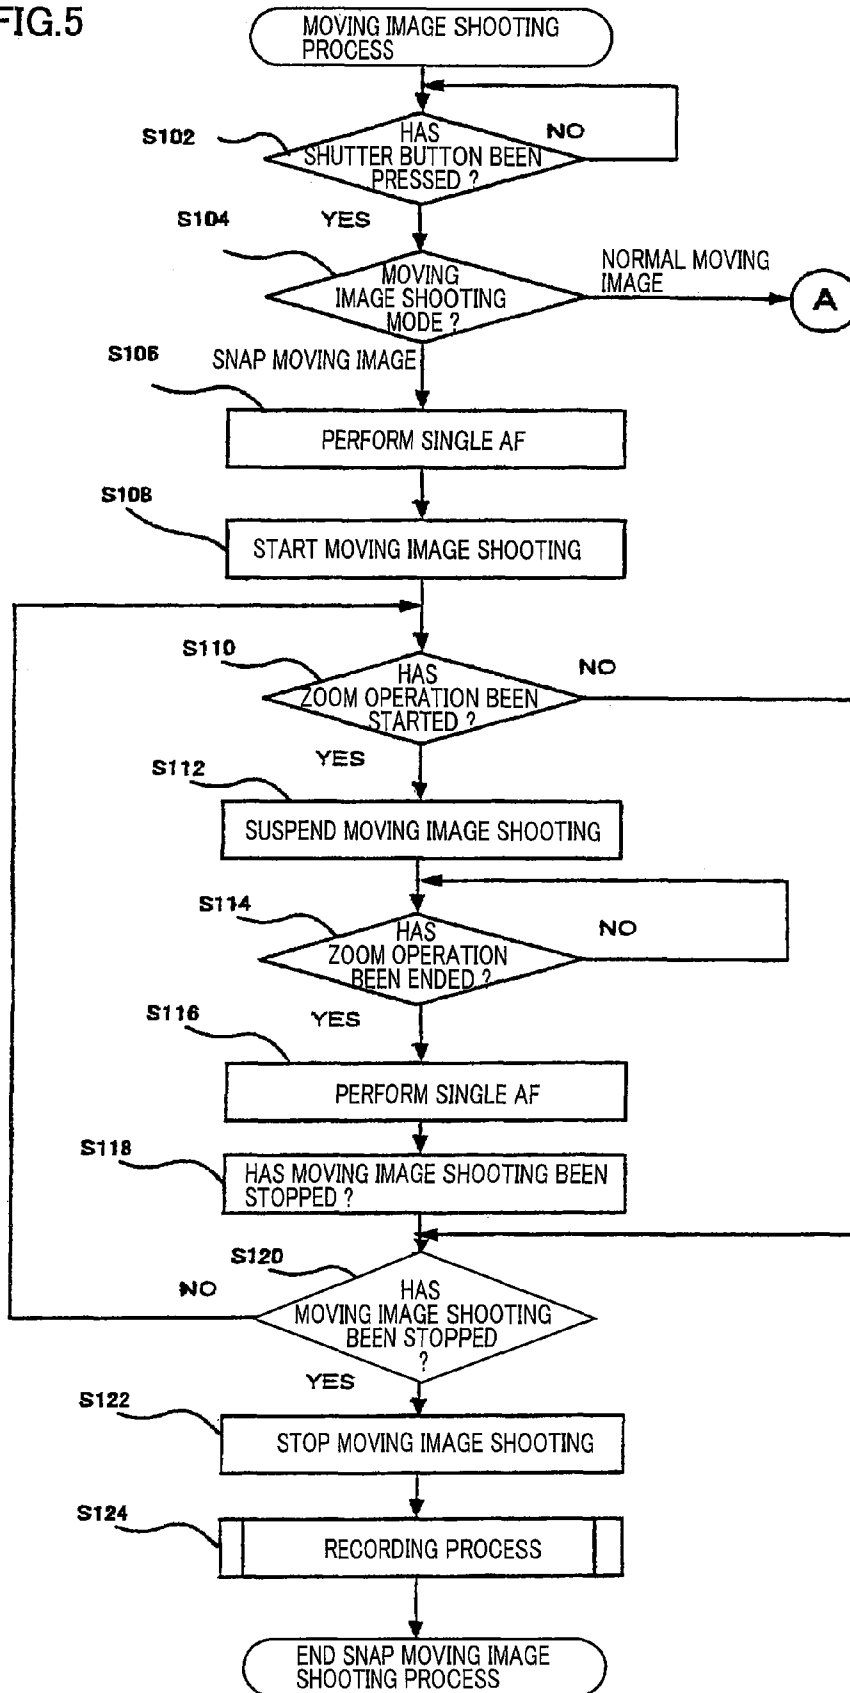 FIG.5
MOVING IMAGE SHOOTING
PROCESS
S102
HAS
SHUTTER BUTTON BEEN
PRESSED ?
NO
YES
S104
MOVING
IMAGE SHOOTING
MODE ?
NORMAL MOVING
IMAGE
A
S106
SNAP MOVING IMAGE
PERFORM SINGLE AF
S108
START MOVING IMAGE SHOOTING
S110
HAS
ZOOM OPERATION BEEN
STARTED ?
NO
YES
S112
SUSPEND MOVING IMAGE SHOOTING
S114
HAS
ZOOM OPERATION
BEEN ENDED ?
NO
YES
S116
PERFORM SINGLE AF
S118
HAS MOVING IMAGE SHOOTING BEEN
STOPPED ?
S120
NO
HAS
MOVING IMAGE SHOOTING
BEEN STOPPED
?
YES
S122
STOP MOVING IMAGE SHOOTING
S124
RECORDING PROCESS
END SNAP MOVING IMAGE
SHOOTING PROCESS